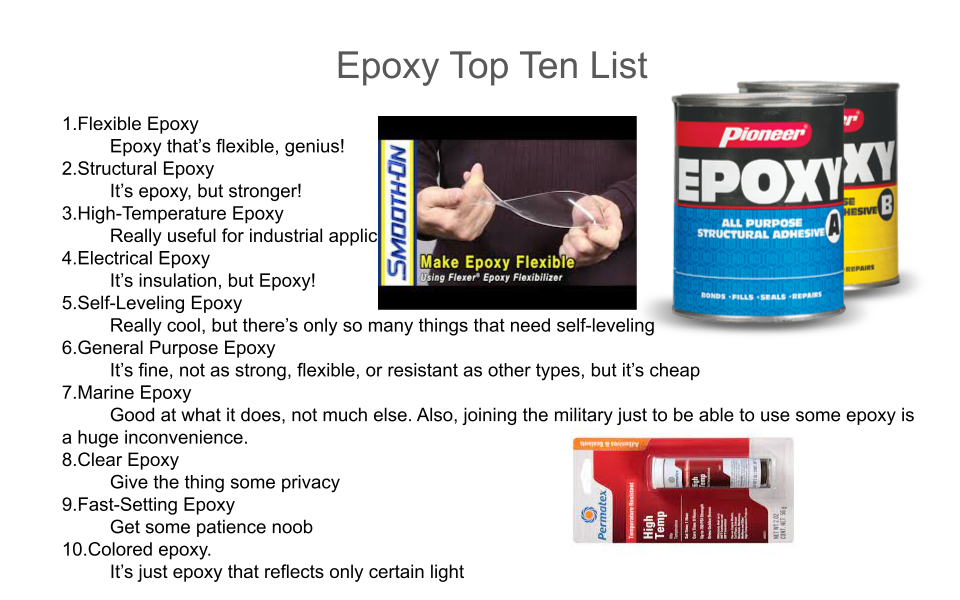 Epoxy Top Ten List
1.Flexible Epoxy
Epoxy that's flexible, genius!
2.Structural Epoxy
It's epoxy, but stronger!
3.High-Temperature Epoxy
Really useful for industrial applic
4.Electrical Epoxy
It's insulation, but Epoxy!
5.Self-Leveling Epoxy
Really cool, but there's only so many things that need self-leveling
6.General Purpose Epoxy
It's fine, not as strong, flexible, or resistant as other types, but it's cheap
7.Marine Epoxy
Good at what it does, not much else. Also, joining the military just to be able to use some epoxy is
a huge inconvenience.
8.Clear Epoxy
Give the thing some privacy
9.Fast-Setting Epoxy
Get some patience noob
10.Colored epoxy.
It's just epoxy that reflects only certain light
SMOOTH-ON
Make Epoxy Flexible
Using Flexer® Epoxy Flexibilizer
Pioneer®
EPOXY
ALL PURPOSE
STRUCTURAL ADHESIVE
A
BONDS • FILLS • SEALS • REPAIRS
er®
XY
SE
HESIVE
B
REPAIRS
Adhesives & Sealants
Permatex
Temperature Resistant
High
Temp